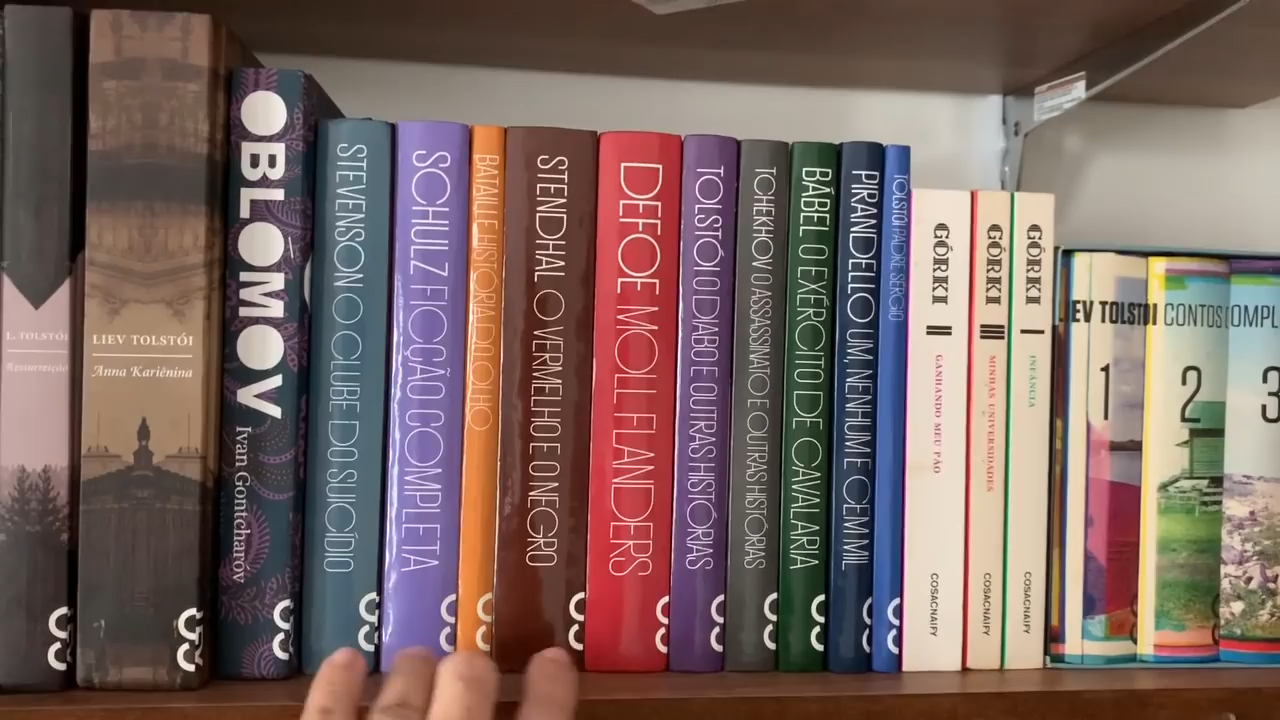 L. TOLSTÓI
Ressurreição
LIEV TOLSTÓI
Anna Kariênina
OBLÓMOV
Ivan Gontcharóv
STEVENSON O CLUBE DO SUICÍDIO
SCHULZ FICÇÃO COMPLETA
BATAILLE HISTÓRIA DO OLHO
STENDHAL O VERMELHO E O NEGRO
DEFOE MOLL FLANDERS
TOLSTÓI O DIABO E OUTRAS HISTÓRIAS
TCHEKHOV O ASSASSINATO E OUTRAS HISTÓRIAS
BÁBEL O EXÉRCITO DE CAVALARIA
PIRANDELLO UM, NENHUM E CEM MIL
TOLSTÓI PADRE SÉRGIO
GÓRKI II GANHANDO MEU PÃO COSACNAIFY
GÓRKI III MINHAS UNIVERSIDADES COSACNAIFY
GÓRKI I INFÂNCIA COSACNAIFY
LIEV TOLSTÓI CONTOS COMPL
1
2
3